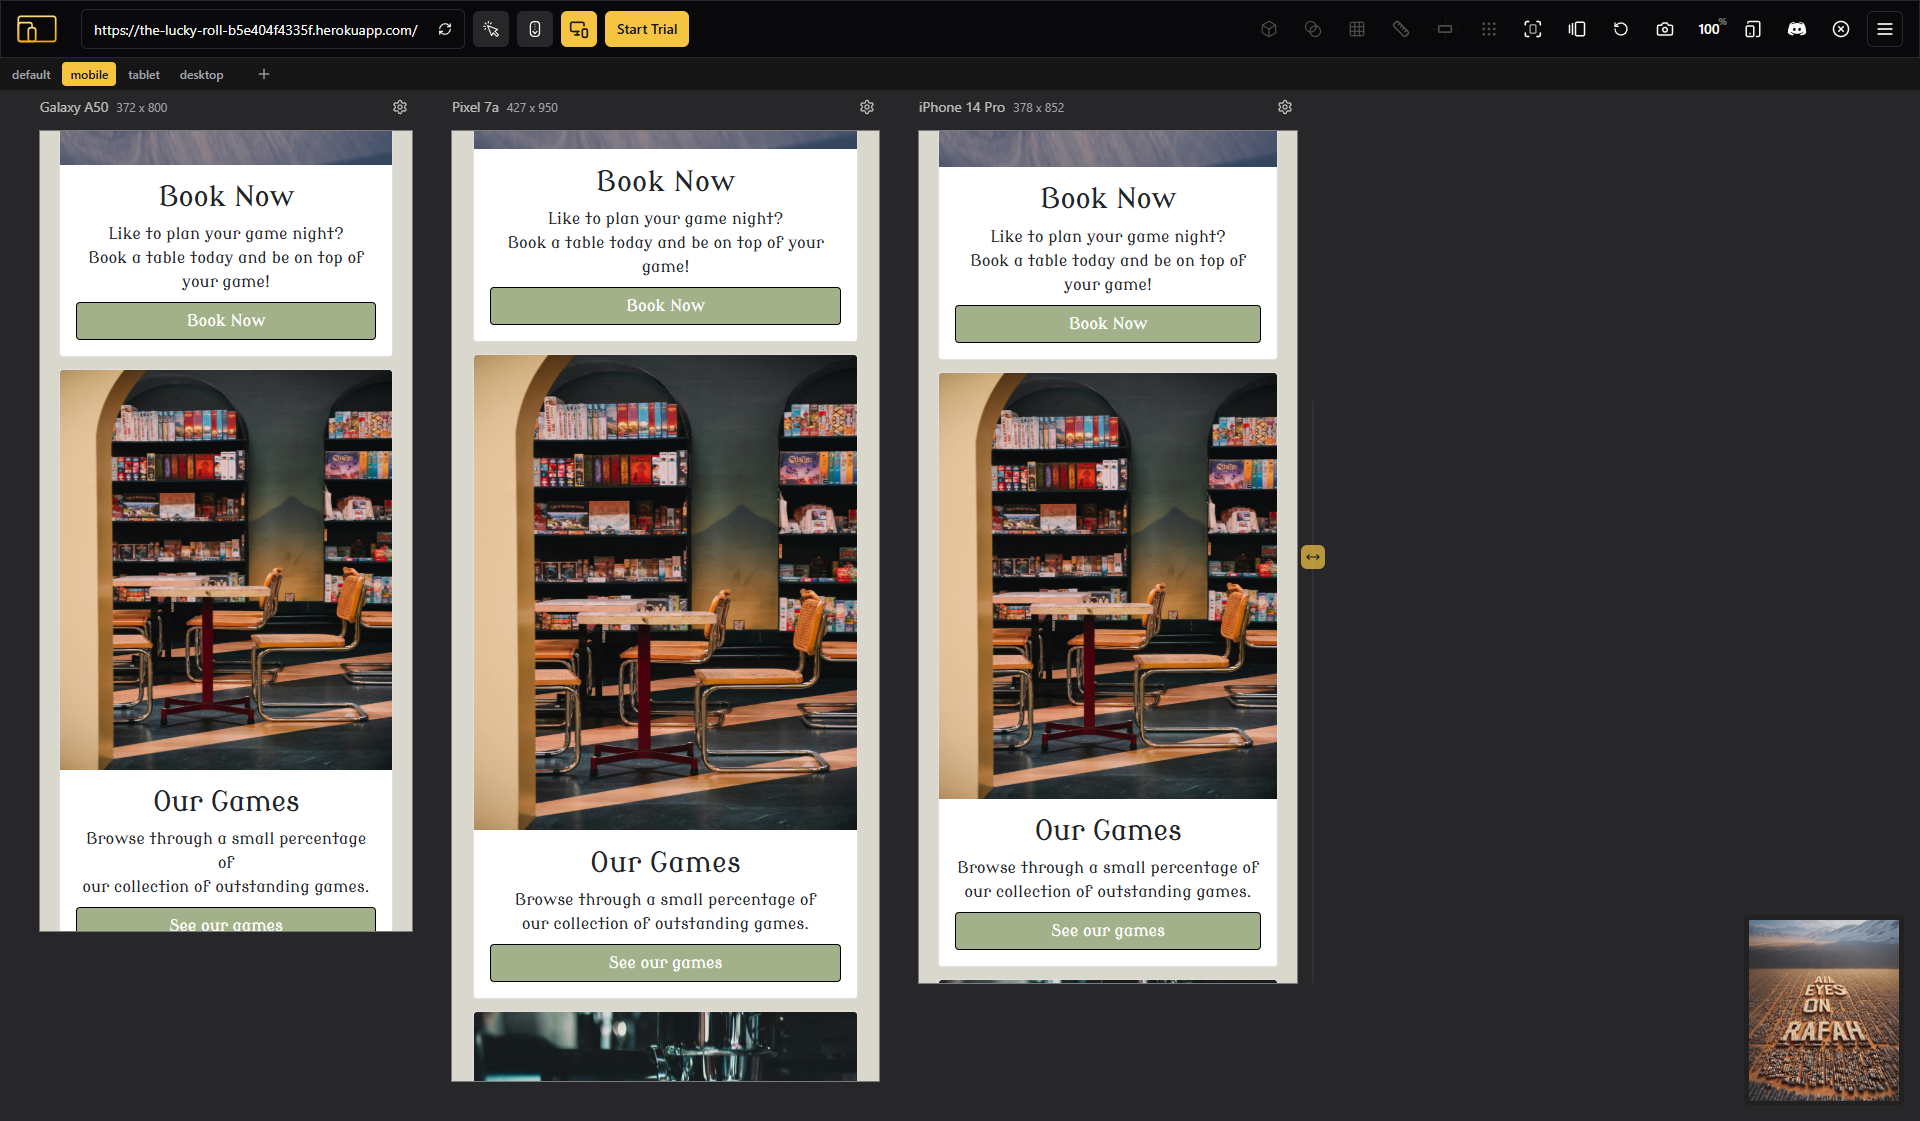 https://the-lucky-roll-b5e404f4335f.herokuapp.com/
Start Trial
100%
default
mobile
tablet
desktop
Galaxy A50 372 x 800
Book Now
Like to plan your game night?
Book a table today and be on top of
your game!
Book Now
Our Games
Browse through a small percentage
of
our collection of outstanding games.
See our games
Pixel 7a 427 x 950
Book Now
Like to plan your game night?
Book a table today and be on top of your
game!
Book Now
Our Games
Browse through a small percentage of
our collection of outstanding games.
See our games
iPhone 14 Pro 378 x 852
Book Now
Like to plan your game night?
Book a table today and be on top of
your game!
Book Now
Our Games
Browse through a small percentage of
our collection of outstanding games.
See our games
ALL
EYES
ON
RAFAH